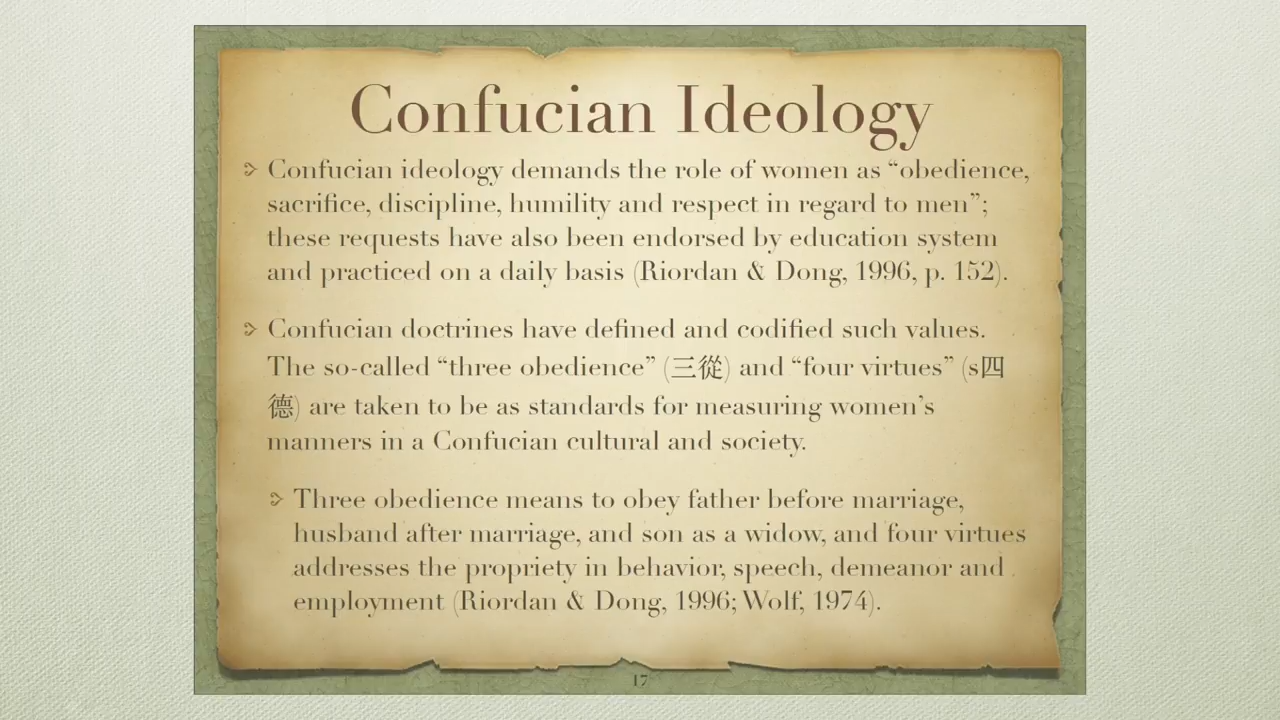 Confucian Ideology
Confucian ideology demands the role of women as “obedience,
sacrifice, discipline, humility and respect in regard to men”;
these requests have also been endorsed by education system
and practiced on a daily basis (Riordan & Dong, 1996, p. 152).
Confucian doctrines have defined and codified such values.
The so-called “three obedience” (三從) and “four virtues” (s四
德) are taken to be as standards for measuring women’s
manners in a Confucian cultural and society.
Three obedience means to obey father before marriage,
husband after marriage, and son as a widow, and four virtues
addresses the propriety in behavior, speech, demeanor and
employment (Riordan & Dong, 1996; Wolf, 1974).
17